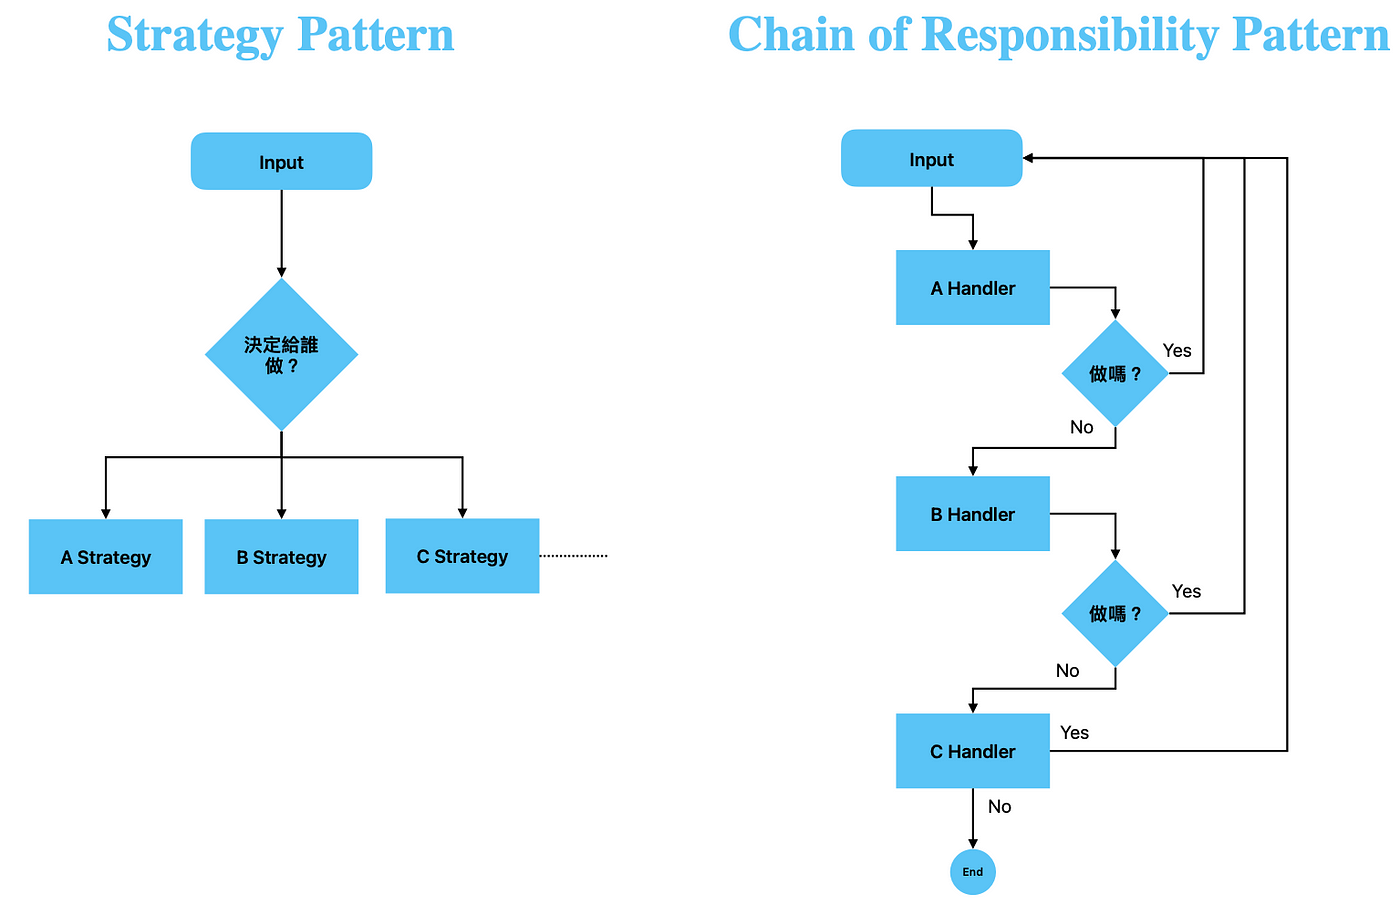 Strategy Pattern
Input
決定給誰
做？
A Strategy
B Strategy
C Strategy
Chain of Responsibility Pattern
Input
A Handler
做嗎？
Yes
No
B Handler
做嗎？
Yes
No
C Handler
Yes
No
End